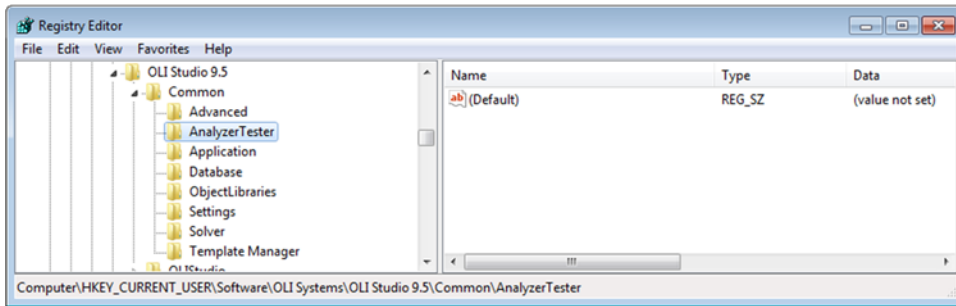 Registry Editor
File Edit View Favorites Help
OLI Studio 9.5
Common
Advanced
AnalyzerTester
Application
Database
ObjectLibraries
Settings
Solver
Template Manager
OLIStudio
Name Type Data
ab (Default) REG_SZ (value not set)
Computer\HKEY_CURRENT_USER\Software\OLI Systems\OLI Studio 9.5\Common\AnalyzerTester